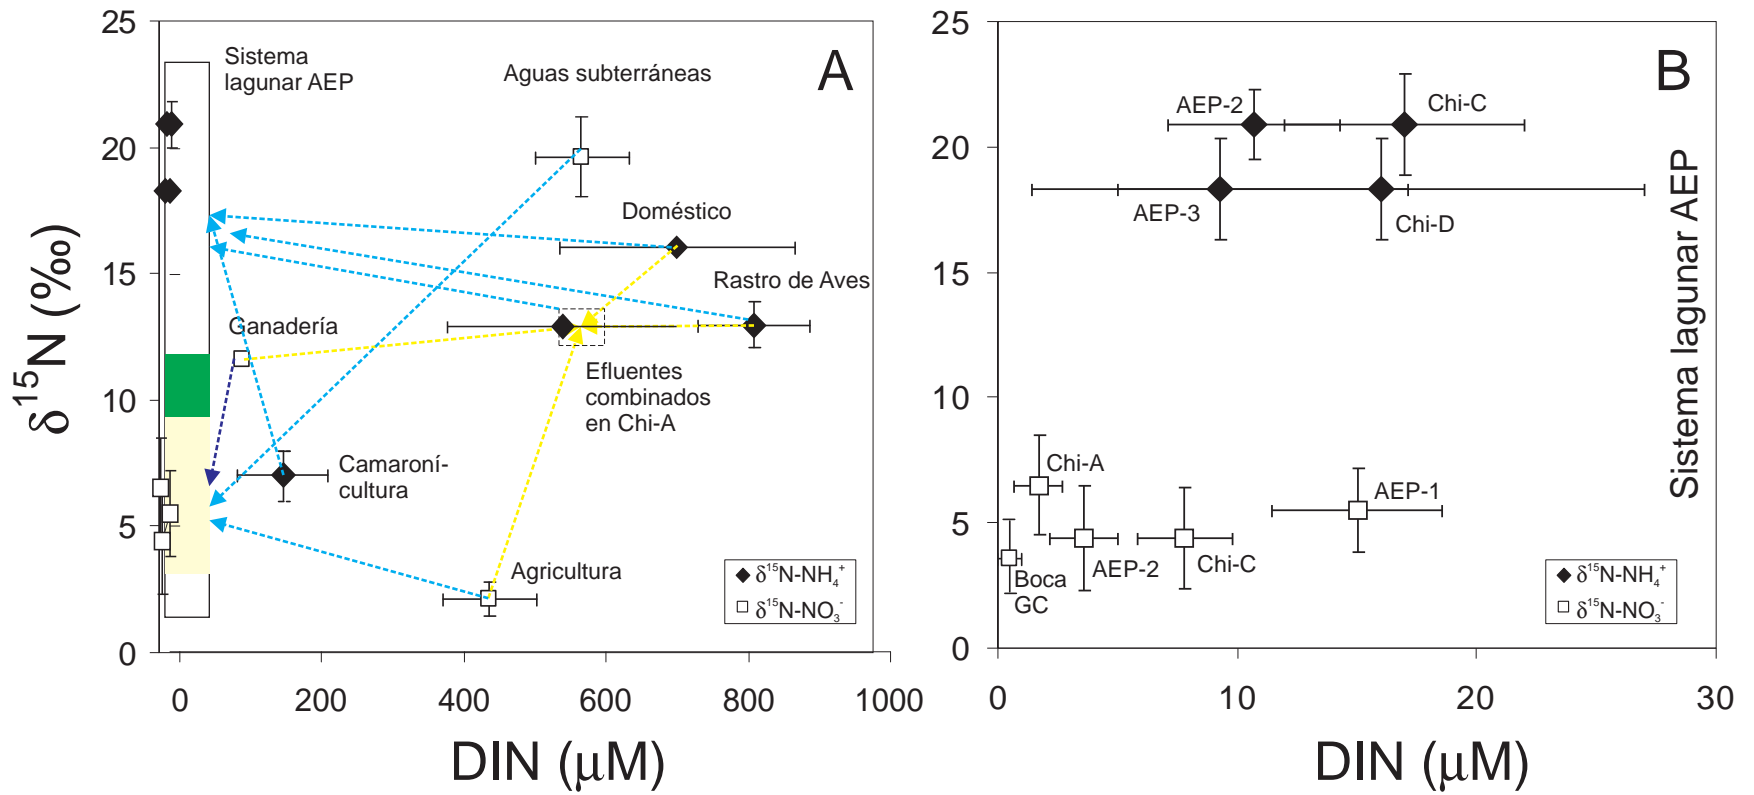 A
Sistema
lagunar AEP
Aguas subterráneas
Doméstico
Rastro de Aves
Ganadería
Efluentes
combinados
en Chi-A
Camaroní-
cultura
Agricultura
δ¹⁵N-NH₄⁺
δ¹⁵N-NO₃⁻
25
20
15
10
5
0
δ¹⁵N (‰)
0 200 400 600 800 1000
DIN (μM)
B
AEP-2
Chi-C
AEP-3
Chi-D
Chi-A
AEP-1
Boca
GC
AEP-2
Chi-C
δ¹⁵N-NH₄⁺
δ¹⁵N-NO₃⁻
Sistema lagunar AEP
25
20
15
10
5
0
0 10 20 30
DIN (μM)